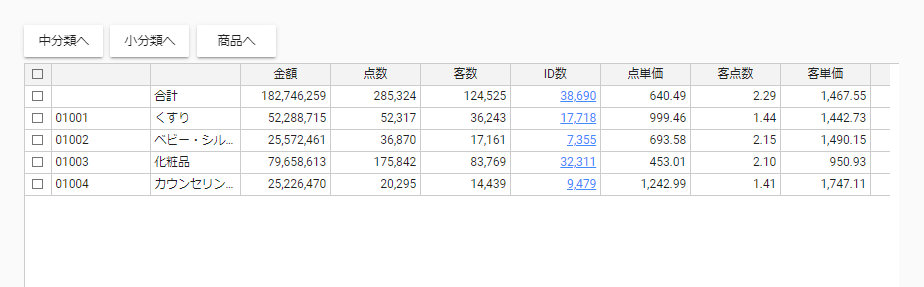 中分類へ 小分類へ 商品へ
金額 点数 客数 ID数 点単価 客点数 客単価
合計 182,746,259 285,324 124,525 38,690 640.49 2.29 1,467.55
01001 くすり 52,288,715 52,317 36,243 17,718 999.46 1.44 1,442.73
01002 ベビー・シル... 25,572,461 36,870 17,161 7,355 693.58 2.15 1,490.15
01003 化粧品 79,658,613 175,842 83,769 32,311 453.01 2.10 950.93
01004 カウンセリン... 25,226,470 20,295 14,439 9,479 1,242.99 1.41 1,747.11